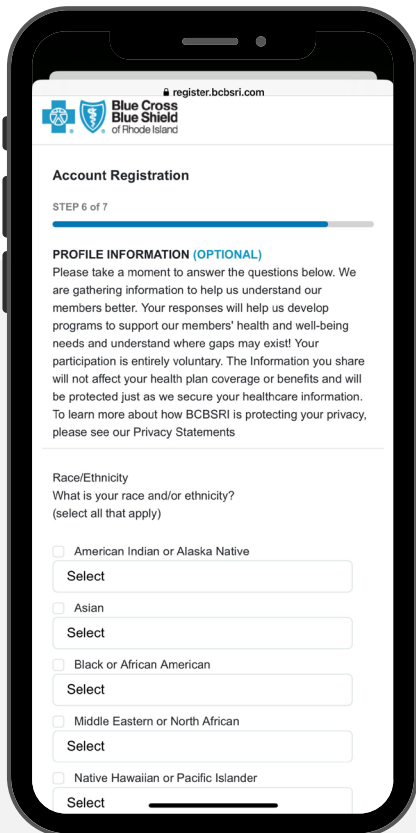 register.bcbsri.com
Blue Cross
Blue Shield
of Rhode Island
Account Registration
STEP 6 of 7
PROFILE INFORMATION (OPTIONAL)
Please take a moment to answer the questions below. We
are gathering information to help us understand our
members better. Your responses will help us develop
programs to support our members' health and well-being
needs and understand where gaps may exist! Your
participation is entirely voluntary. The Information you share
will not affect your health plan coverage or benefits and will
be protected just as we secure your healthcare information.
To learn more about how BCBSRI is protecting your privacy,
please see our Privacy Statements
Race/Ethnicity
What is your race and/or ethnicity?
(select all that apply)
American Indian or Alaska Native
Select
Asian
Select
Black or African American
Select
Middle Eastern or North African
Select
Native Hawaiian or Pacific Islander
Select